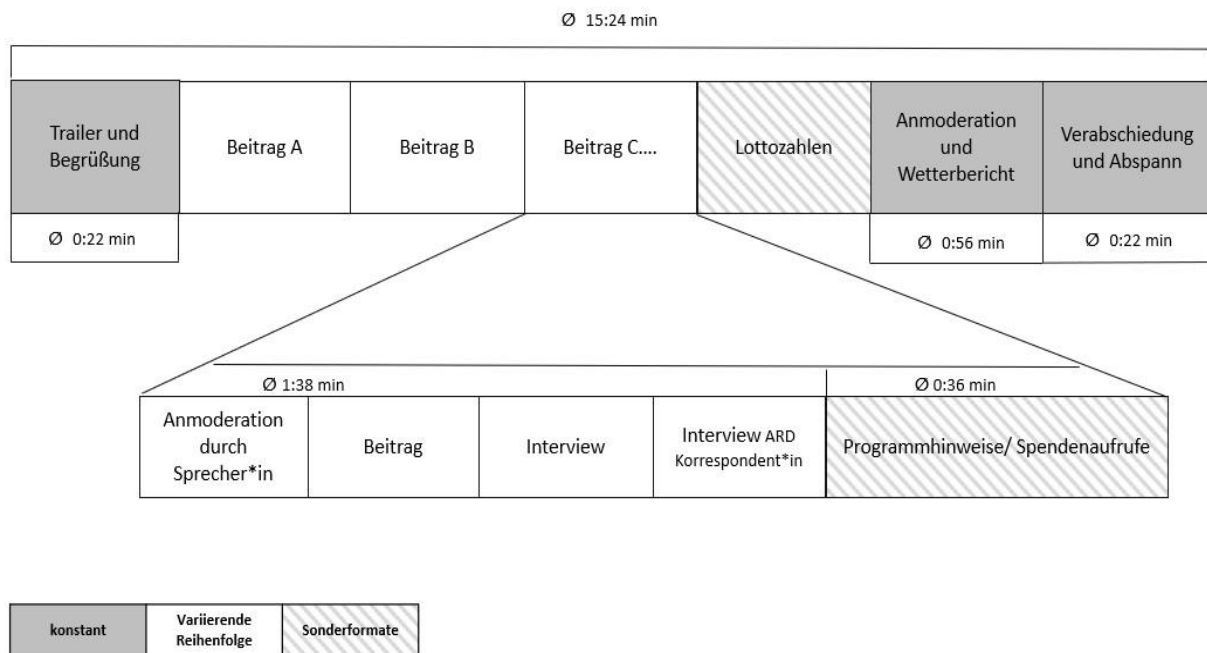 Ø 15:24 min
Trailer und
Begrüßung
Beitrag A
Beitrag B
Beitrag C....
Lottozahlen
Anmoderation
und
Wetterbericht
Verabschiedung
und Abspann
Ø 0:22 min
Ø 0:56 min
Ø 0:22 min
Ø 1:38 min
Ø 0:36 min
Anmoderation
durch
Sprecher*in
Beitrag
Interview
Interview ARD
Korrespondent*in
Programmhinweise/ Spendenaufrufe
konstant
Variierende
Reihenfolge
Sonderformate